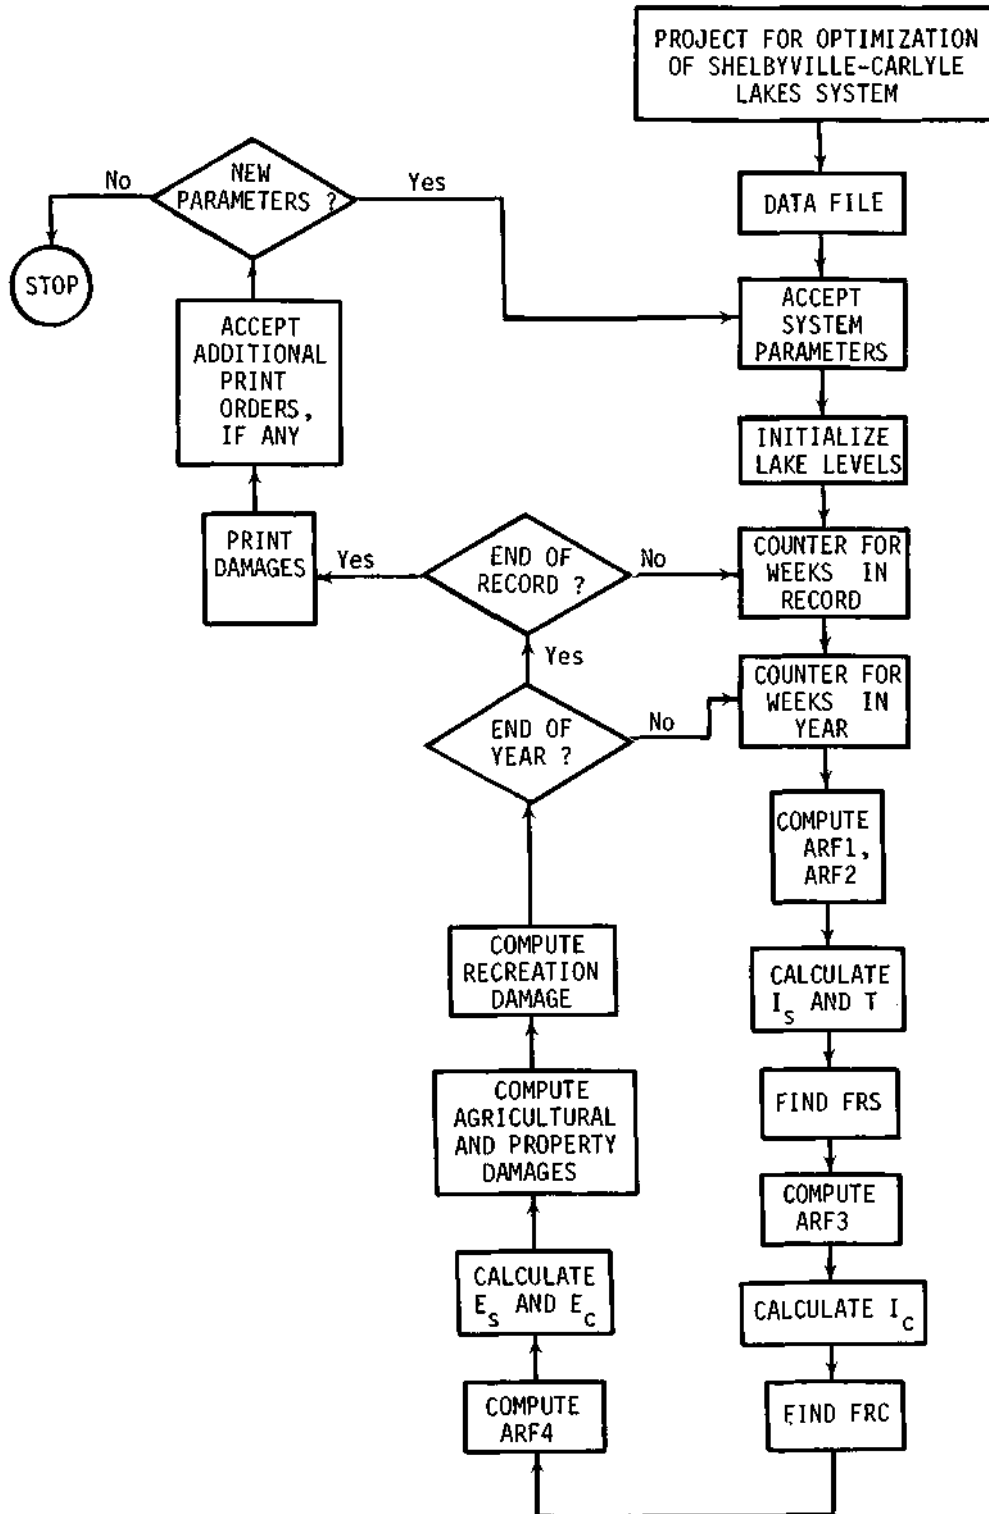 PROJECT FOR OPTIMIZATION
OF SHELBYVILLE-CARLYLE
LAKES SYSTEM
DATA FILE
ACCEPT
SYSTEM
PARAMETERS
INITIALIZE
LAKE LEVELS
COUNTER FOR
WEEKS IN
RECORD
COUNTER FOR
WEEKS IN
YEAR
COMPUTE
ARF1,
ARF2
CALCULATE
I_s AND T
FIND FRS
COMPUTE
ARF3
CALCULATE I_c
FIND FRC
COMPUTE
ARF4
CALCULATE
E_s AND E_c
COMPUTE
AGRICULTURAL
AND PROPERTY
DAMAGES
COMPUTE
RECREATION
DAMAGE
END OF
YEAR ?
No
Yes
END OF
RECORD ?
No
Yes
PRINT
DAMAGES
ACCEPT
ADDITIONAL
PRINT
ORDERS,
IF ANY
NEW
PARAMETERS ?
Yes
No
STOP